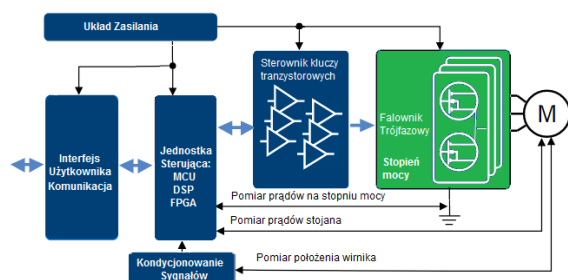 Układ Zasilania
Sterownik kluczy
tranzystorowych
Falownik
Trójfazowy
Stopień
mocy
M
Interfejs
Użytkownika
Komunikacja
Jednostka
Sterująca:
MCU
DSP
FPGA
Pomiar prądów na stopniu mocy
Pomiar prądów stojana
Pomiar położenia wirnika
Kondycjonowanie
Sygnałów